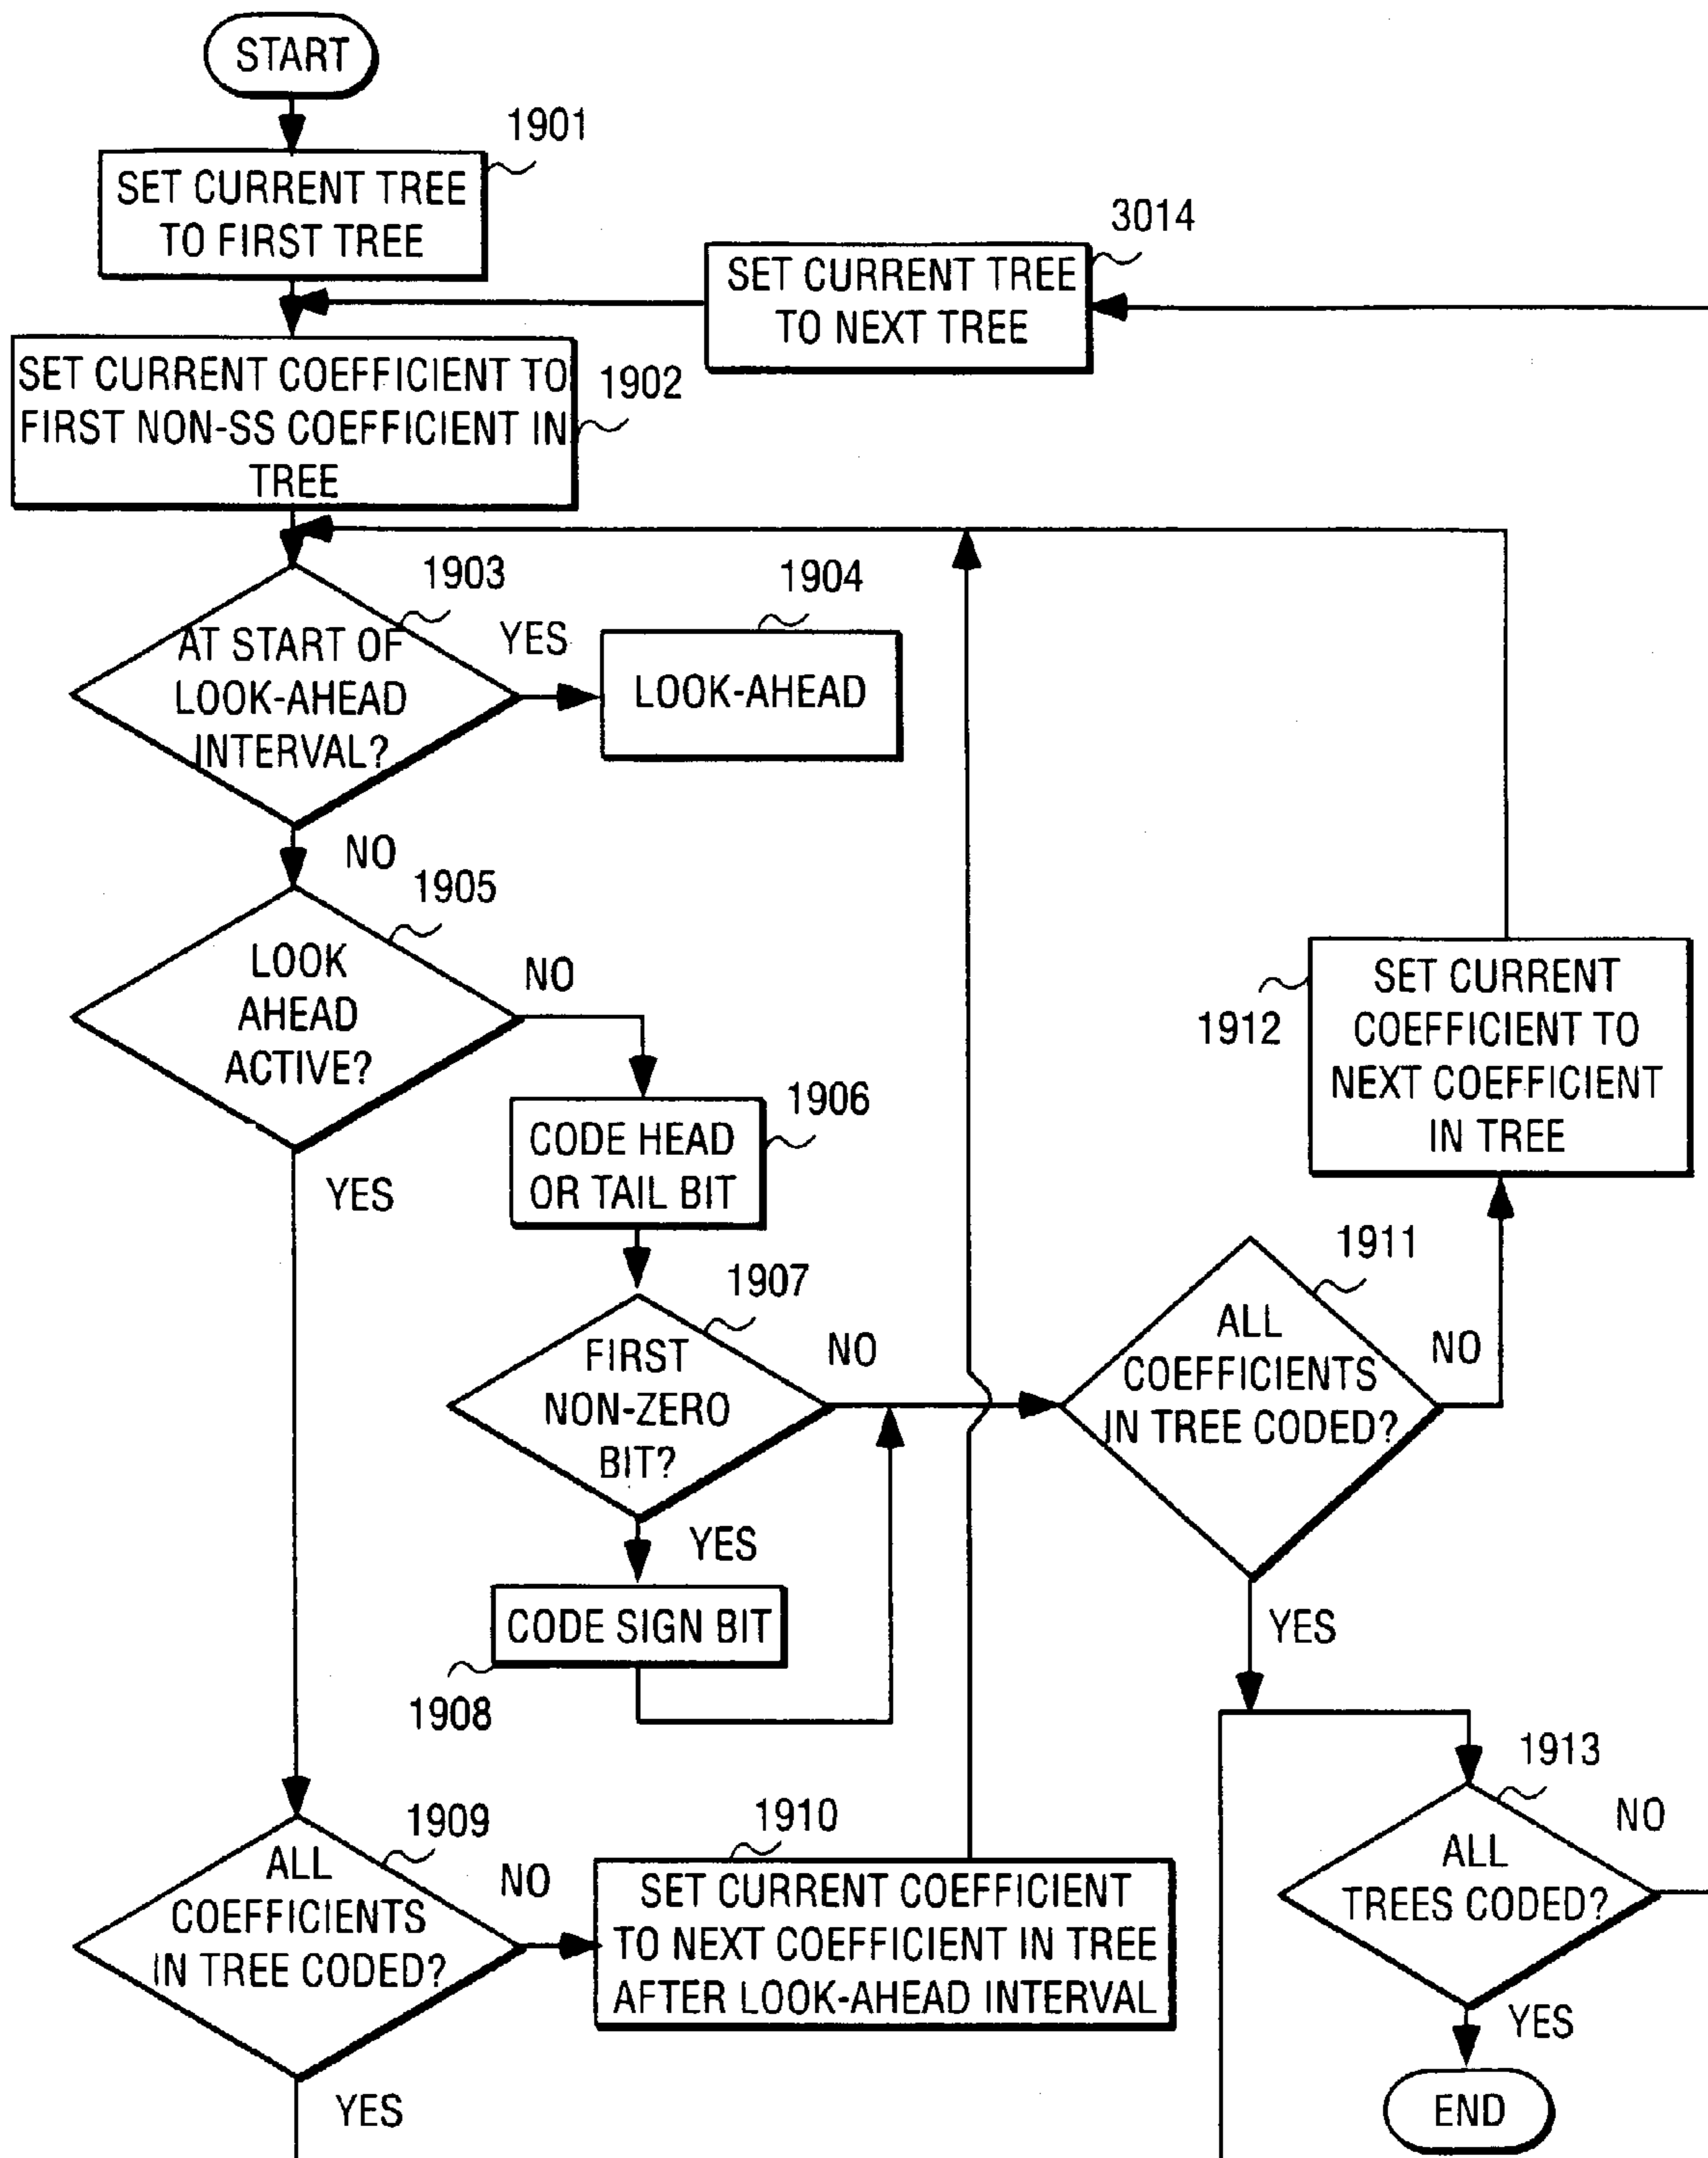 START
1901
SET CURRENT TREE
TO FIRST TREE
3014
SET CURRENT TREE
TO NEXT TREE
SET CURRENT COEFFICIENT TO
FIRST NON-SS COEFFICIENT IN
TREE
1902
1903
AT START OF
LOOK-AHEAD
INTERVAL?
YES
1904
LOOK-AHEAD
NO
1905
LOOK
AHEAD
ACTIVE?
NO
YES
1906
CODE HEAD
OR TAIL BIT
1907
FIRST
NON-ZERO
BIT?
NO
YES
CODE SIGN BIT
1908
1909
ALL
COEFFICIENTS
IN TREE CODED?
NO
YES
1910
SET CURRENT COEFFICIENT
TO NEXT COEFFICIENT IN TREE
AFTER LOOK-AHEAD INTERVAL
1911
ALL
COEFFICIENTS
IN TREE CODED?
NO
YES
1912
SET CURRENT
COEFFICIENT TO
NEXT COEFFICIENT
IN TREE
1913
ALL
TREES CODED?
NO
YES
END